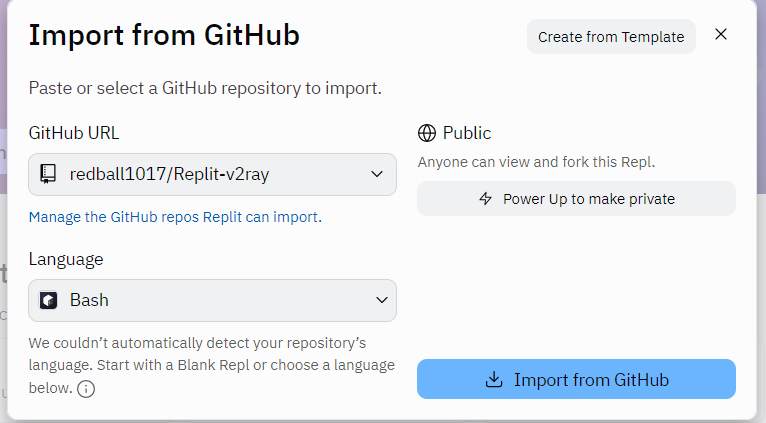 Import from GitHub
Create from Template
Paste or select a GitHub repository to import.
GitHub URL
redball1017/Replit-v2ray
Manage the GitHub repos Replit can import.
Language
Bash
We couldn’t automatically detect your repository’s
language. Start with a Blank Repl or choose a language
below.
Public
Anyone can view and fork this Repl.
Power Up to make private
Import from GitHub